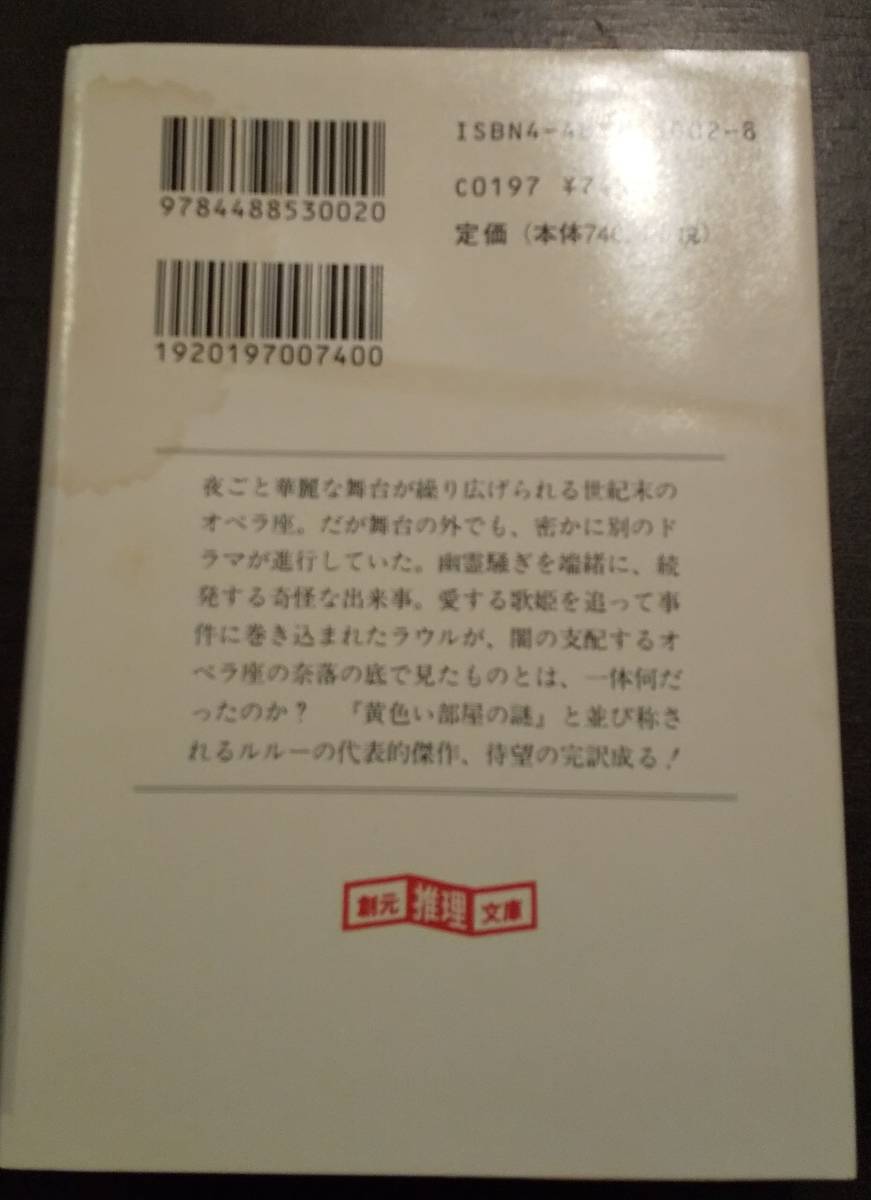 9784488530020
ISBN4-4 002-8
C0197 ¥74
定価(本体740 税)
1920197007400
夜ごと華麗な舞台が繰り広げられる世紀末の
オペラ座。だが舞台の外でも、密かに別のド
ラマが進行していた。幽霊騒ぎを端緒に、続
発する奇怪な出来事。愛する歌姫を追って事
件に巻き込まれたラウルが、闇の支配するオ
ペラ座の奈落の底で見たものとは、一体何だ
ったのか? 『黄色い部屋の謎』と並び称さ
れるルルーの代表的傑作、待望の完訳成る!
創元推理文庫